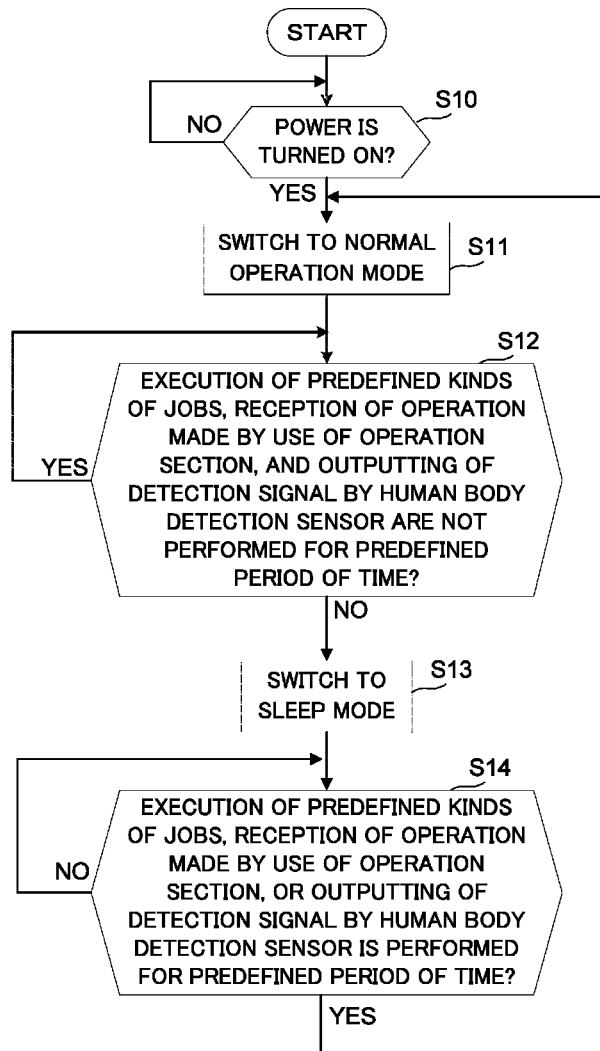 START
S10
NO
POWER IS
TURNED ON?
YES
SWITCH TO NORMAL
OPERATION MODE
S11
S12
EXECUTION OF PREDEFINED KINDS
OF JOBS, RECEPTION OF OPERATION
MADE BY USE OF OPERATION
YES
SECTION, AND OUTPUTTING OF
DETECTION SIGNAL BY HUMAN BODY
DETECTION SENSOR ARE NOT
PERFORMED FOR PREDEFINED
PERIOD OF TIME?
NO
SWITCH TO
SLEEP MODE
S13
S14
EXECUTION OF PREDEFINED KINDS
OF JOBS, RECEPTION OF OPERATION
NO
MADE BY USE OF OPERATION
SECTION, OR OUTPUTTING OF
DETECTION SIGNAL BY HUMAN BODY
DETECTION SENSOR IS PERFORMED
FOR PREDEFINED PERIOD OF TIME?
YES